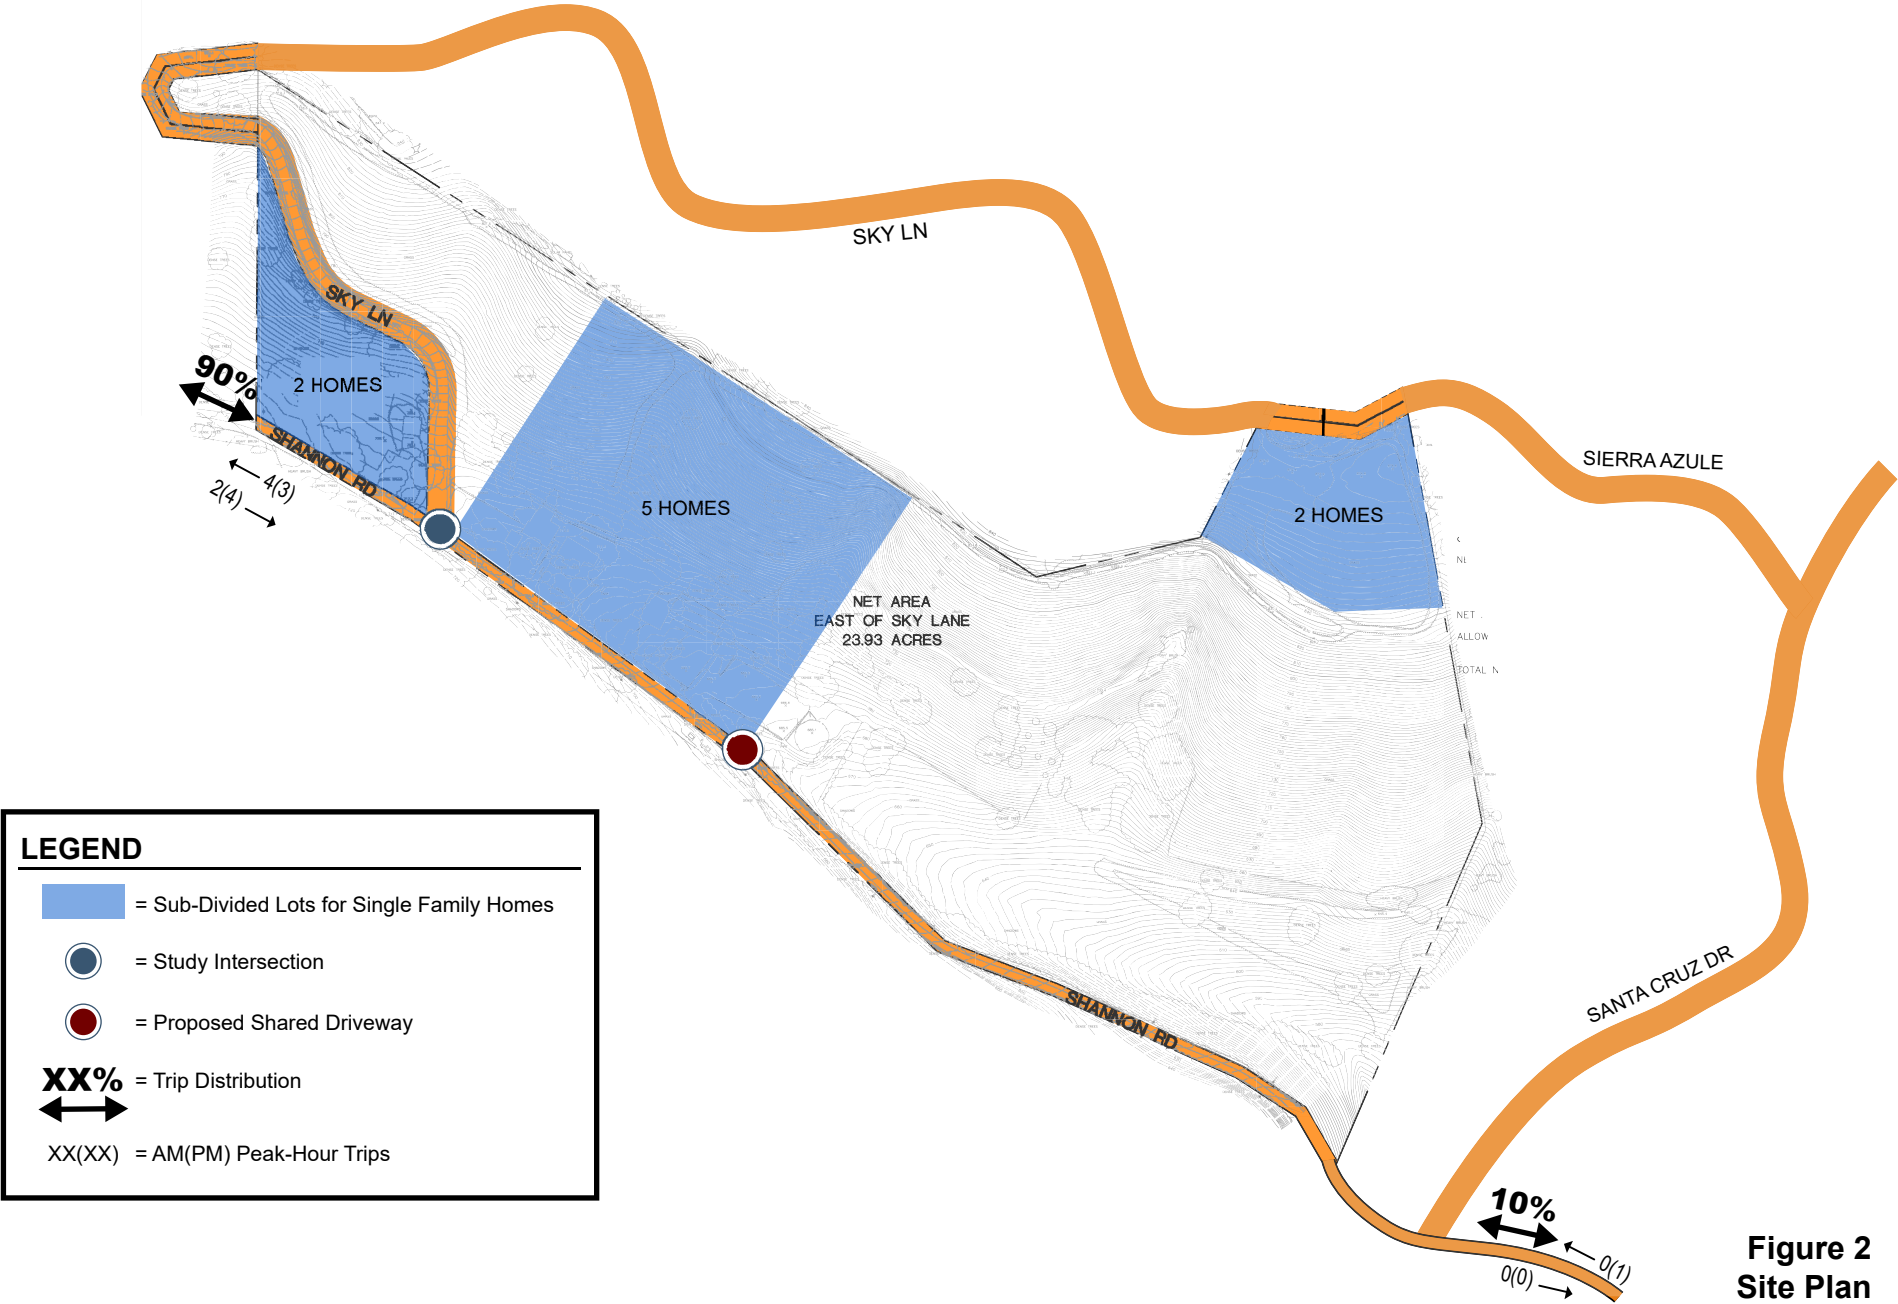 SKY LN
SIERRA AZULE
SKY LN
90%
2 HOMES
SHANNON RD
4(3)
2(4)
5 HOMES
2 HOMES
NET AREA
EAST OF SKY LANE
23.93 ACRES
NET
ALLOW
TOTAL N
SANTA CRUZ DR
SHANNON RD
LEGEND
= Sub-Divided Lots for Single Family Homes
= Study Intersection
= Proposed Shared Driveway
XX% = Trip Distribution
XX(XX) = AM(PM) Peak-Hour Trips
10%
0(1)
0(0)
Figure 2
Site Plan